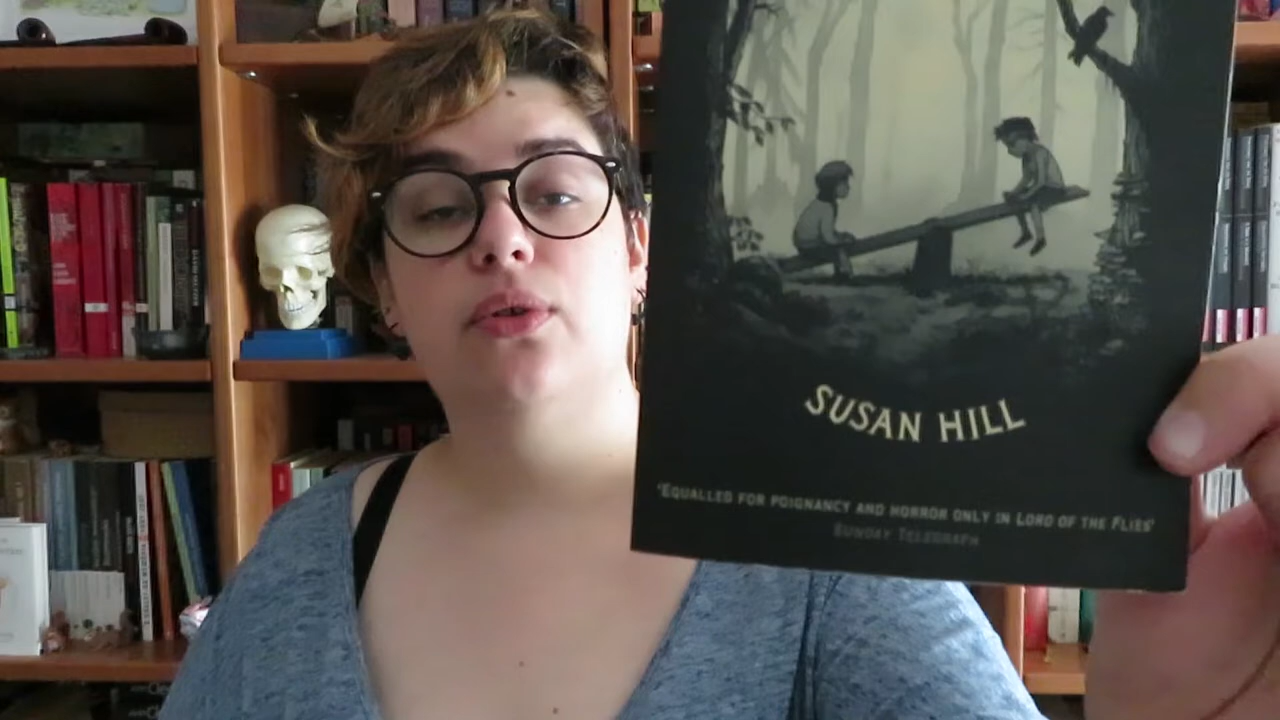 SUSAN HILL
'EQUALLED FOR POIGNANCY AND HORROR ONLY IN LORD OF THE FLIES'
SUNDAY TELEGRAPH